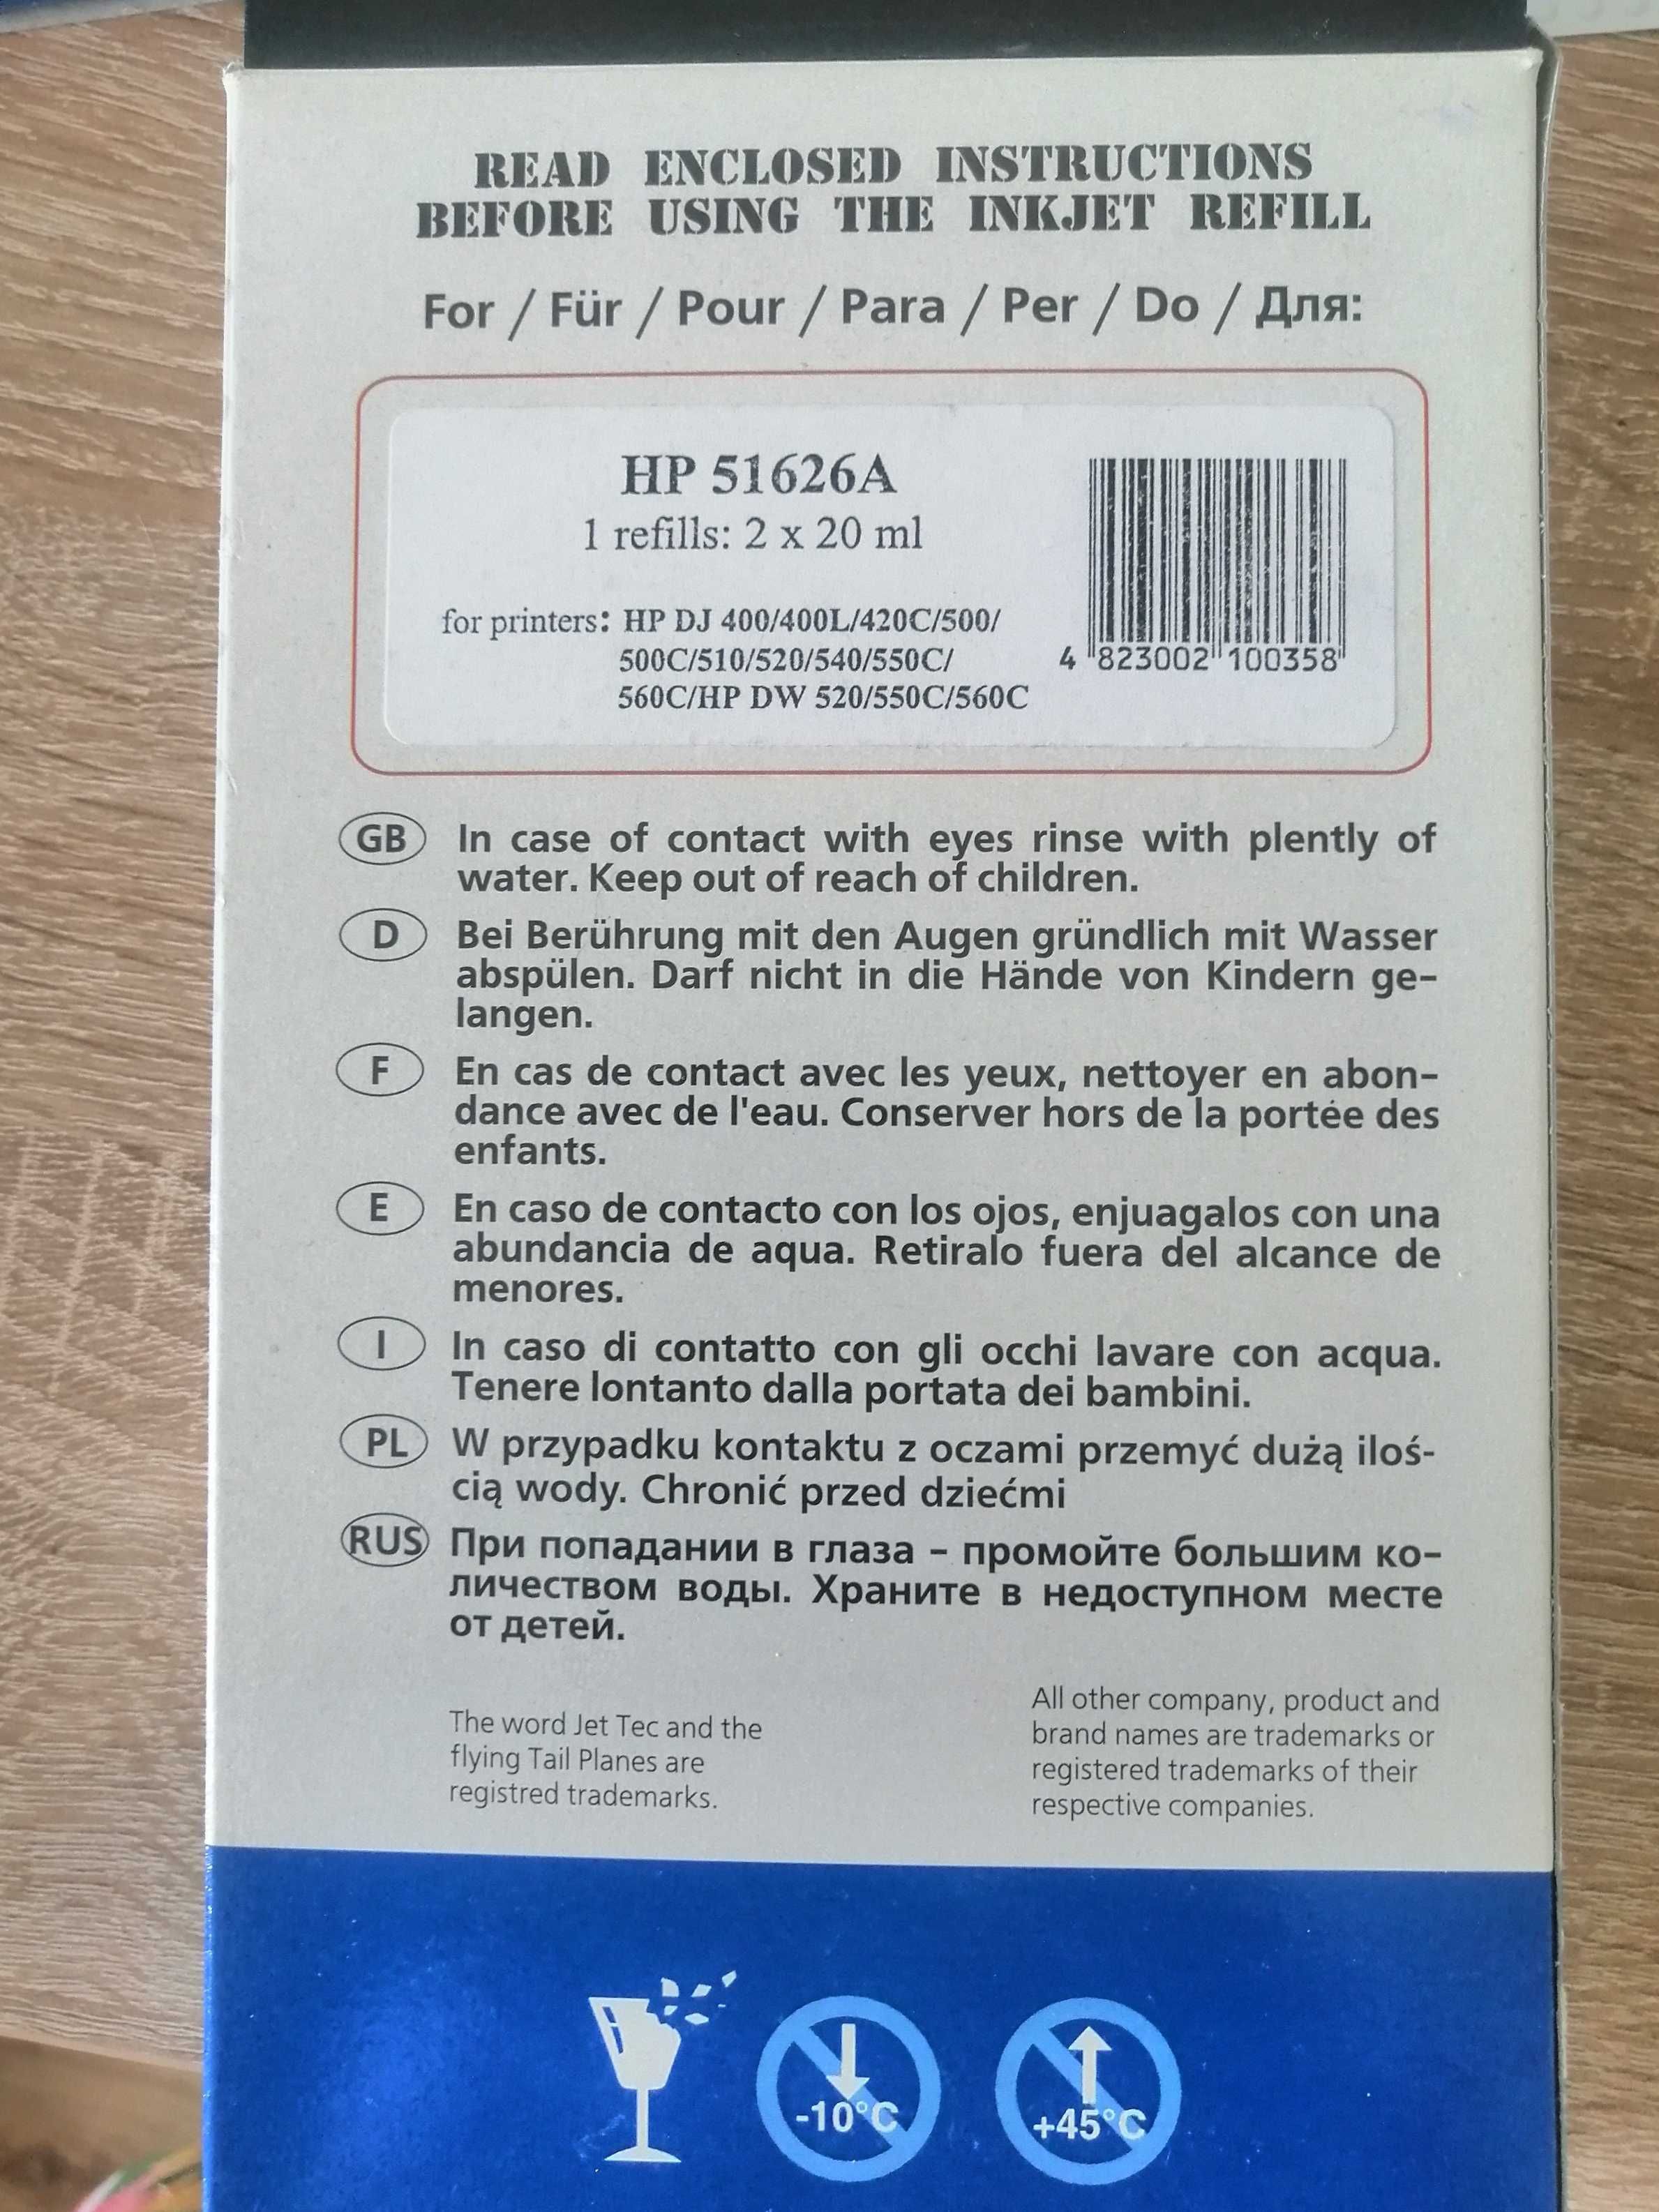 READ ENCLOSED INSTRUCTIONS
BEFORE USING THE INKJET REFILL
For / Für / Pour / Para / Per / Do / Для:
HP 51626A
1 refills: 2 x 20 ml
for printers: HP DJ 400/400L/420C/500/
500C/510/520/540/550C/
560C/HP DW 520/550C/560C
4 823002 100358
GB In case of contact with eyes rinse with plently of
water. Keep out of reach of children.
D Bei Berührung mit den Augen gründlich mit Wasser
abspülen. Darf nicht in die Hände von Kindern ge-
langen.
F En cas de contact avec les yeux, nettoyer en abon-
dance avec de l'eau. Conserver hors de la portée des
enfants.
E En caso de contacto con los ojos, enjuagalos con una
abundancia de aqua. Retiralo fuera del alcance de
menores.
I In caso di contatto con gli occhi lavare con acqua.
Tenere lontanto dalla portata dei bambini.
PL W przypadku kontaktu z oczami przemyć dużą iloś-
cią wody. Chronić przed dziećmi
RUS При попадании в глаза – промойте большим ко-
личеством воды. Храните в недоступном месте
от детей.
The word Jet Tec and the
flying Tail Planes are
registred trademarks.
All other company, product and
brand names are trademarks or
registered trademarks of their
respective companies.
-10°C
+45°C